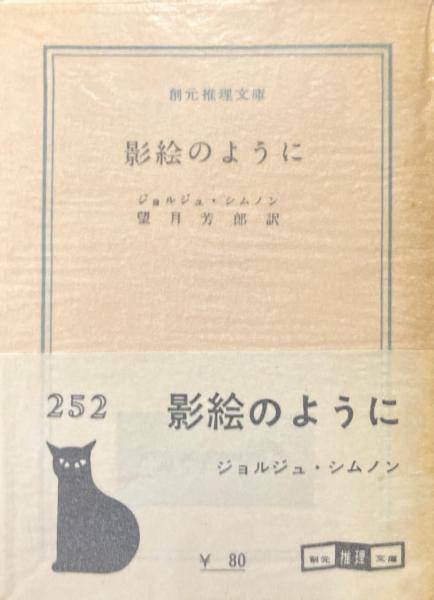 創元推理文庫
影絵のように
ジョルジュ・シムノン
望月芳郎訳
252
影絵のように
ジョルジュ・シムノン
¥ 80
創元 推理 文庫